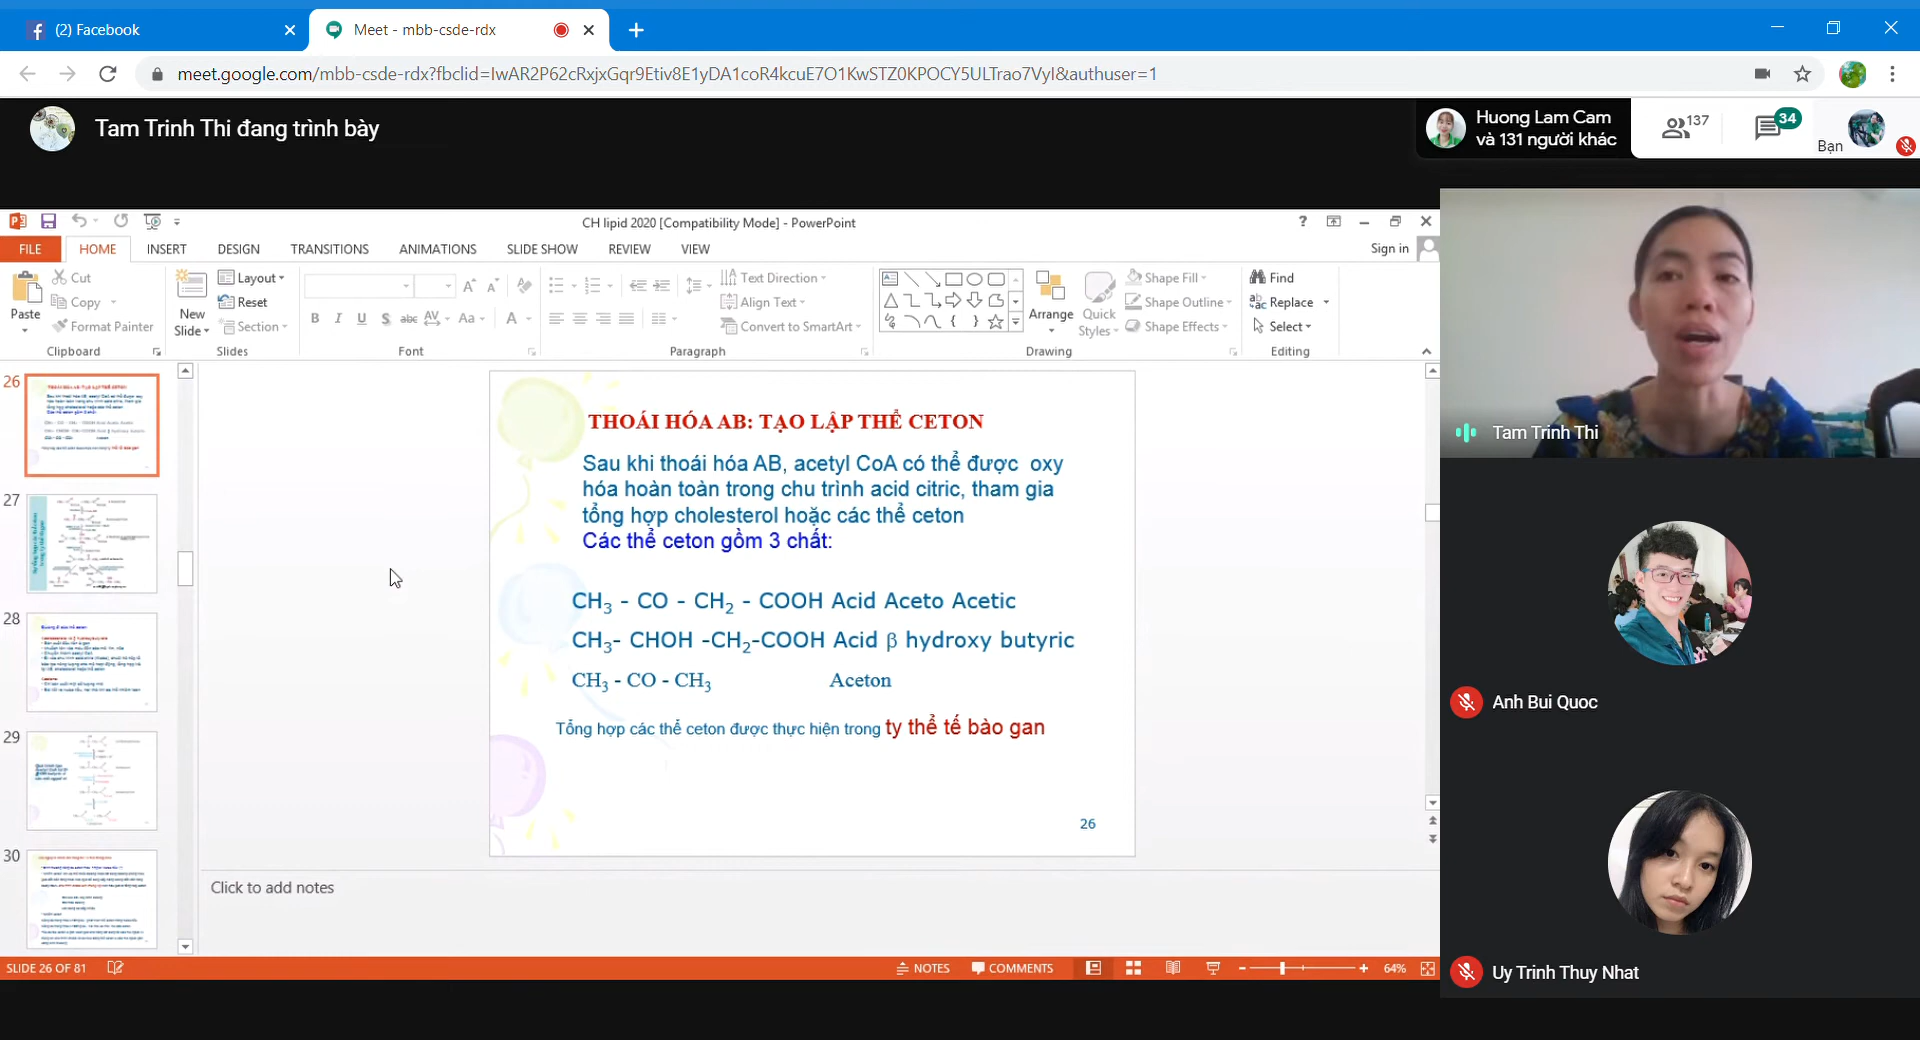 (2) Facebook
Meet - mbb-csde-rdx
meet.google.com/mbb-csde-rdx?fbclid=IwAR2P62cRxjxGqr9Etiv8E1yDA1coR4kcuE7O1KwSTZ0KPOCY5ULTrao7VyI&authuser=1
Tam Trinh Thi đang trình bày
Huong Lam Cam
và 131 người khác
137
34
Bạn
CH lipid 2020 [Compatibility Mode] - PowerPoint
FILE HOME INSERT DESIGN TRANSITIONS ANIMATIONS SLIDE SHOW REVIEW VIEW
Sign in
Paste
Cut
Copy
Format Painter
Clipboard
New
Slide
Layout
Reset
Section
Slides
Font
Text Direction
Align Text
Convert to SmartArt
Paragraph
Arrange
Quick
Styles
Shape Fill
Shape Outline
Shape Effects
Drawing
Find
Replace
Select
Editing
26
27
28
29
30
THOÁI HÓA AB: TẠO LẬP THỂ CETON
Sau khi thoái hóa AB, acetyl CoA có thể được oxy
hóa hoàn toàn trong chu trình acid citric, tham gia
tổng hợp cholesterol hoặc các thể ceton
Các thể ceton gồm 3 chất:
CH3 - CO - CH2 - COOH Acid Aceto Acetic
CH3- CHOH -CH2-COOH Acid β hydroxy butyric
CH3 - CO - CH3 Aceton
Tổng hợp các thể ceton được thực hiện trong ty thể tế bào gan
26
Click to add notes
SLIDE 26 OF 81
NOTES
COMMENTS
64%
Tam Trinh Thi
Anh Bui Quoc
Uy Trinh Thuy Nhat